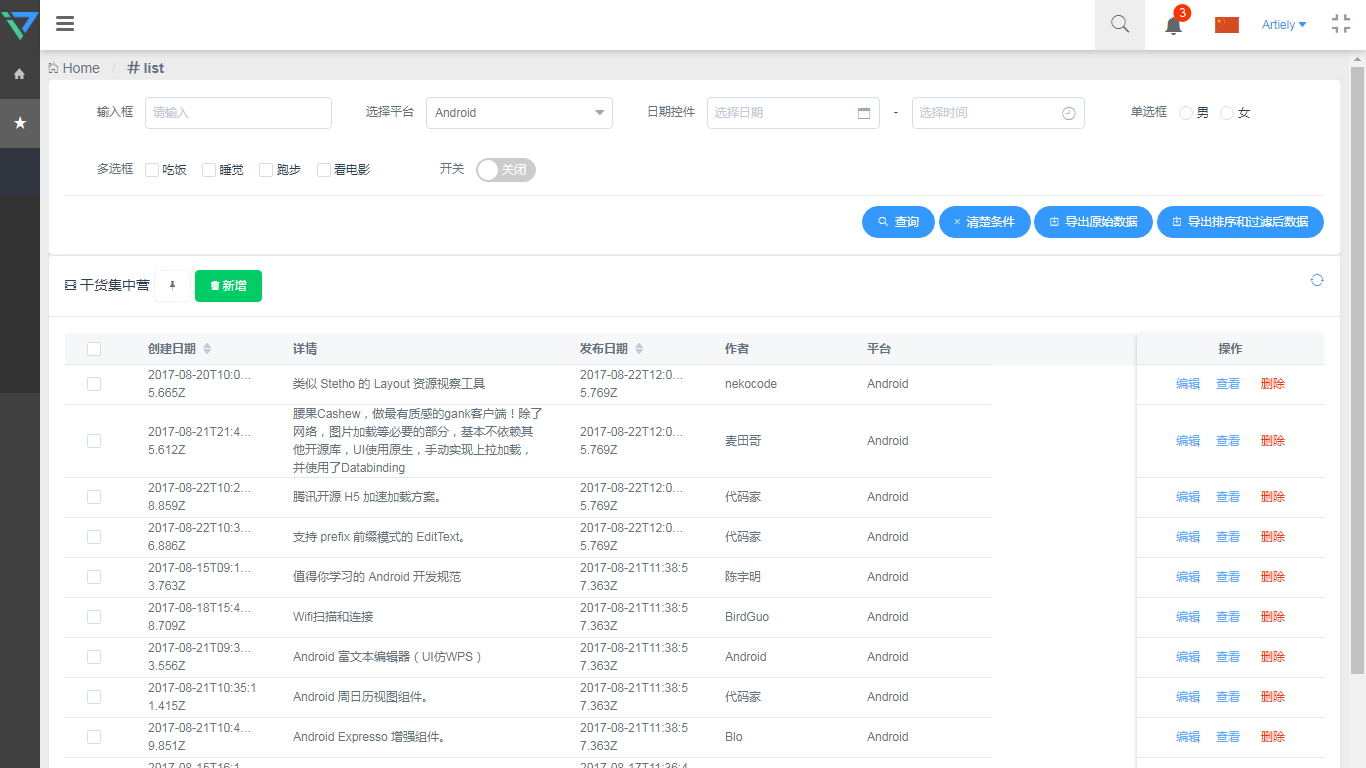 3
Artiely
Home / # list
输入框 请输入 选择平台 Android 日期控件 选择日期 - 选择时间 单选框 男 女
多选框 吃饭 睡觉 跑步 看电影 开关 关闭
查询 × 清楚条件 导出原始数据 导出排序和过滤后数据
干货集中营 新增
创建日期 详情 发布日期 作者 平台 操作
2017-08-20T10:0... 类似 Stetho 的 Layout 资源视察工具 2017-08-22T12:0... nekocode Android 编辑 查看 删除
5.665Z 5.769Z
腰果Cashew，做最有质感的gank客户端！除了
2017-08-21T21:4... 网络，图片加载等必要的部分，基本不依赖其 2017-08-22T12:0... 麦田哥 Android 编辑 查看 删除
5.612Z 他开源库，UI使用原生，手动实现上拉加载， 5.769Z
并使用了Databinding
2017-08-22T10:2... 腾讯开源 H5 加速加载方案。 2017-08-22T12:0... 代码家 Android 编辑 查看 删除
8.859Z 5.769Z
2017-08-22T10:3... 支持 prefix 前缀模式的 EditText。 2017-08-22T12:0... 代码家 Android 编辑 查看 删除
6.886Z 5.769Z
2017-08-15T09:1... 值得你学习的 Android 开发规范 2017-08-21T11:38:5 陈宇明 Android 编辑 查看 删除
3.763Z 7.363Z
2017-08-18T15:4... Wifi扫描和连接 2017-08-21T11:38:5 BirdGuo Android 编辑 查看 删除
8.709Z 7.363Z
2017-08-21T09:3... Android 富文本编辑器（UI仿WPS） 2017-08-21T11:38:5 Android Android 编辑 查看 删除
3.556Z 7.363Z
2017-08-21T10:35:1 Android 周日历视图组件。 2017-08-21T11:38:5 代码家 Android 编辑 查看 删除
1.415Z 7.363Z
2017-08-21T10:4... Android Expresso 增强组件。 2017-08-21T11:38:5 Blo Android 编辑 查看 删除
9.851Z 7.363Z
2017-08-15T16:1... 2017-08-17T11:36:4